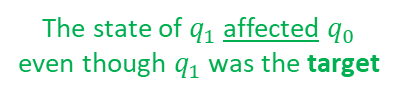 The state of q₁ affected q₀
even though q₁ was the target